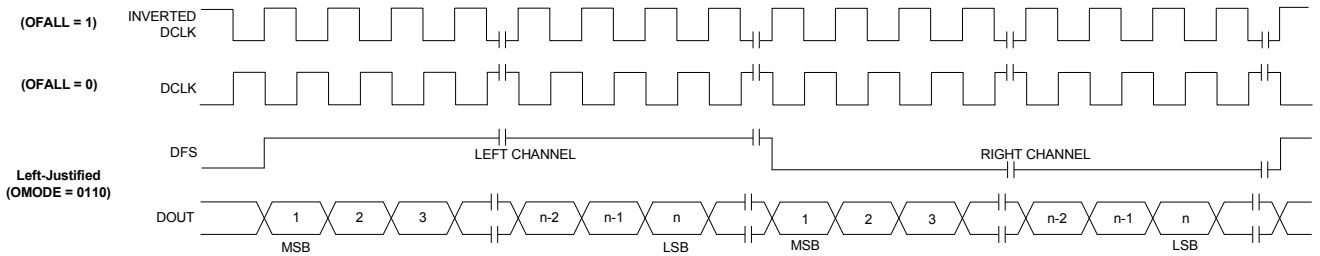 (OFALL = 1)
INVERTED
DCLK
(OFALL = 0)
DCLK
DFS
LEFT CHANNEL
RIGHT CHANNEL
Left-Justified
(OMODE = 0110)
DOUT
1 2 3 n-2 n-1 n 1 2 3 n-2 n-1 n
MSB LSB MSB LSB